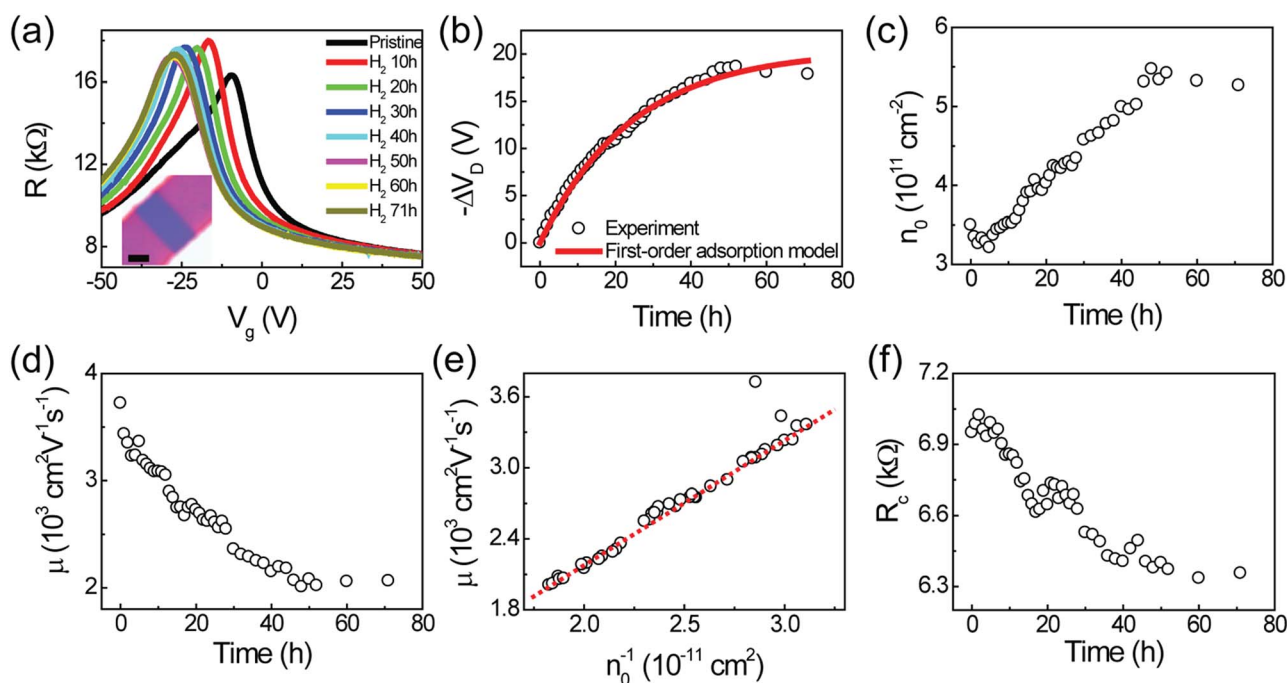 (a)
R (kΩ)
16
12
8
-50
-25
0
25
50
V_g (V)
Pristine
H_2 10h
H_2 20h
H_2 30h
H_2 40h
H_2 50h
H_2 60h
H_2 71h
(b)
-ΔV_D (V)
20
15
10
5
0
0
20
40
60
80
Time (h)
Experiment
First-order adsorption model
(c)
n_0 (10^11 cm^-2)
6
5
4
3
0
20
40
60
80
Time (h)
(d)
μ (10^3 cm^2V^-1s^-1)
4
3
2
0
20
40
60
80
Time (h)
(e)
μ (10^3 cm^2V^-1s^-1)
3.6
3.0
2.4
1.8
2.0
2.5
3.0
n_0^-1 (10^-11 cm^2)
(f)
R_c (kΩ)
7.2
6.9
6.6
6.3
0
20
40
60
80
Time (h)